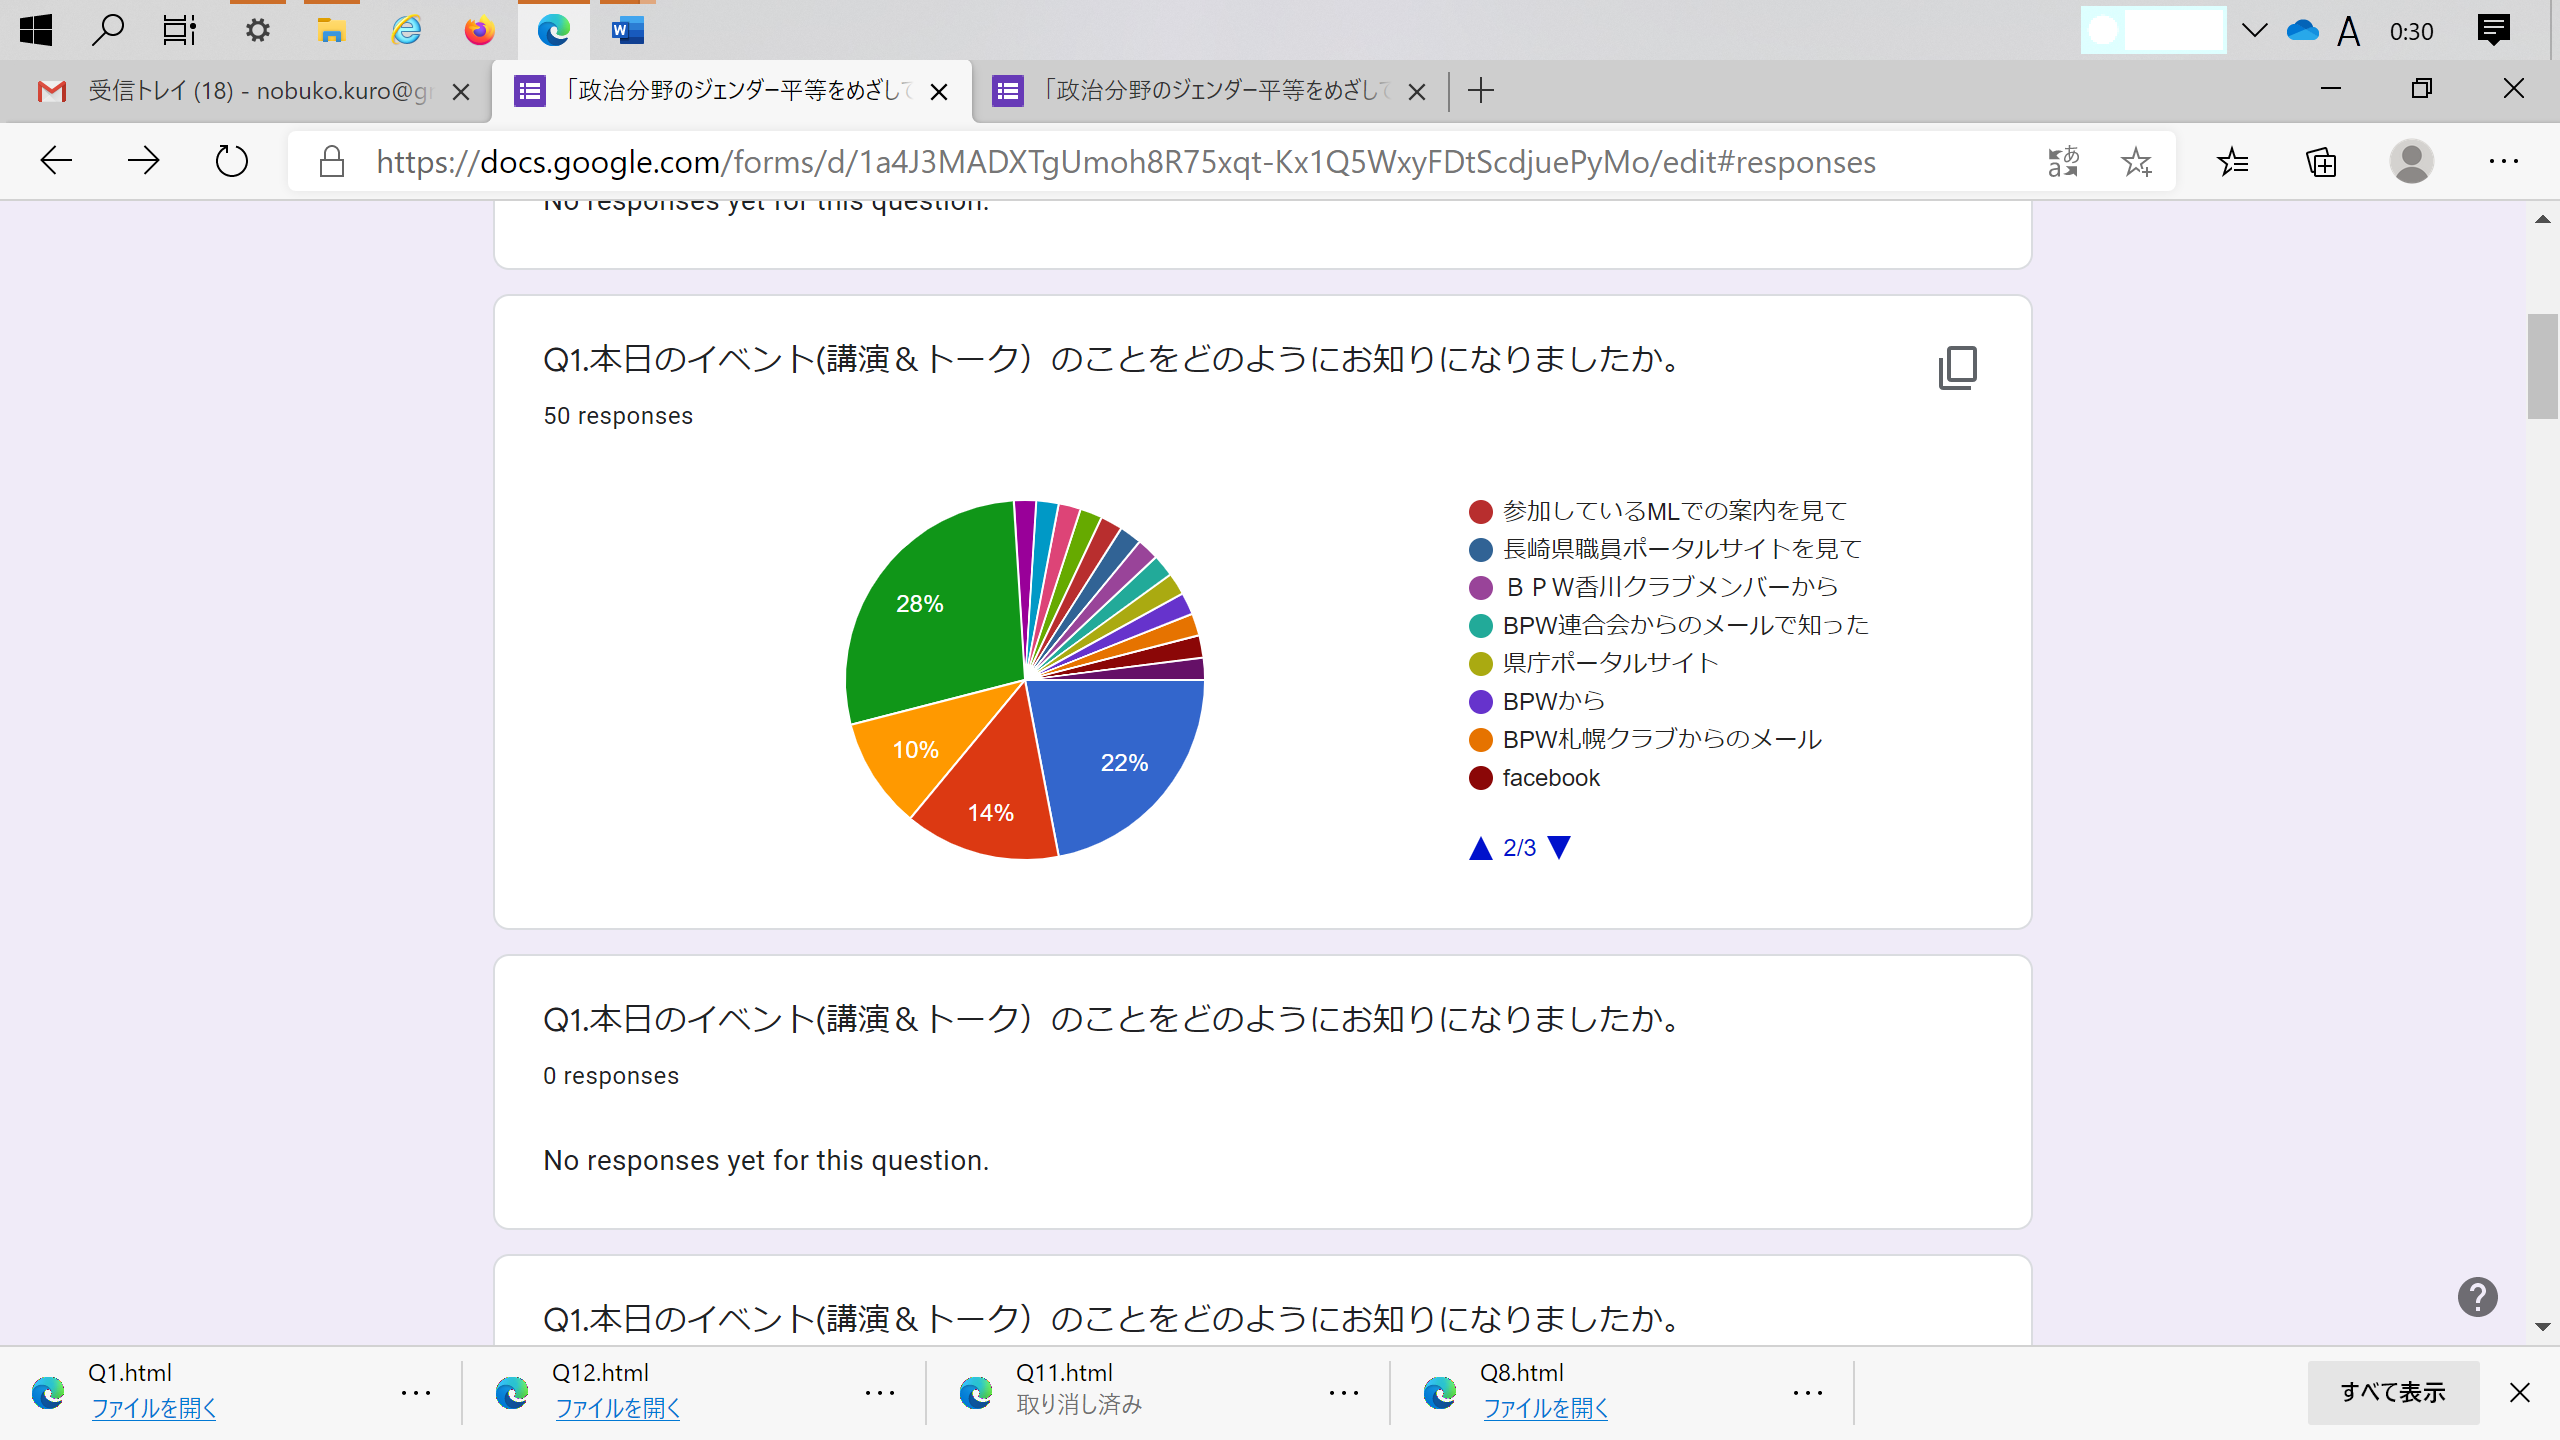 A
0:30
受信トレイ (18) - nobuko.kuro@gr
「政治分野のジェンダー平等をめざして
「政治分野のジェンダー平等をめざして
https://docs.google.com/forms/d/1a4J3MADXTgUmoh8R75xqt-Kx1Q5WxyFDtScdjuePyMo/edit#responses
No responses yet for this question.
Q1.本日のイベント(講演＆トーク）のことをどのようにお知りになりましたか。
50 responses
28%
10%
14%
22%
参加しているMLでの案内を見て
長崎県職員ポータルサイトを見て
ＢＰＷ香川クラブメンバーから
BPW連合会からのメールで知った
県庁ポータルサイト
BPWから
BPW札幌クラブからのメール
facebook
2/3
Q1.本日のイベント(講演＆トーク）のことをどのようにお知りになりましたか。
0 responses
No responses yet for this question.
Q1.本日のイベント(講演＆トーク）のことをどのようにお知りになりましたか。
Q1.html
ファイルを開く
Q12.html
ファイルを開く
Q11.html
取り消し済み
Q8.html
ファイルを開く
すべて表示